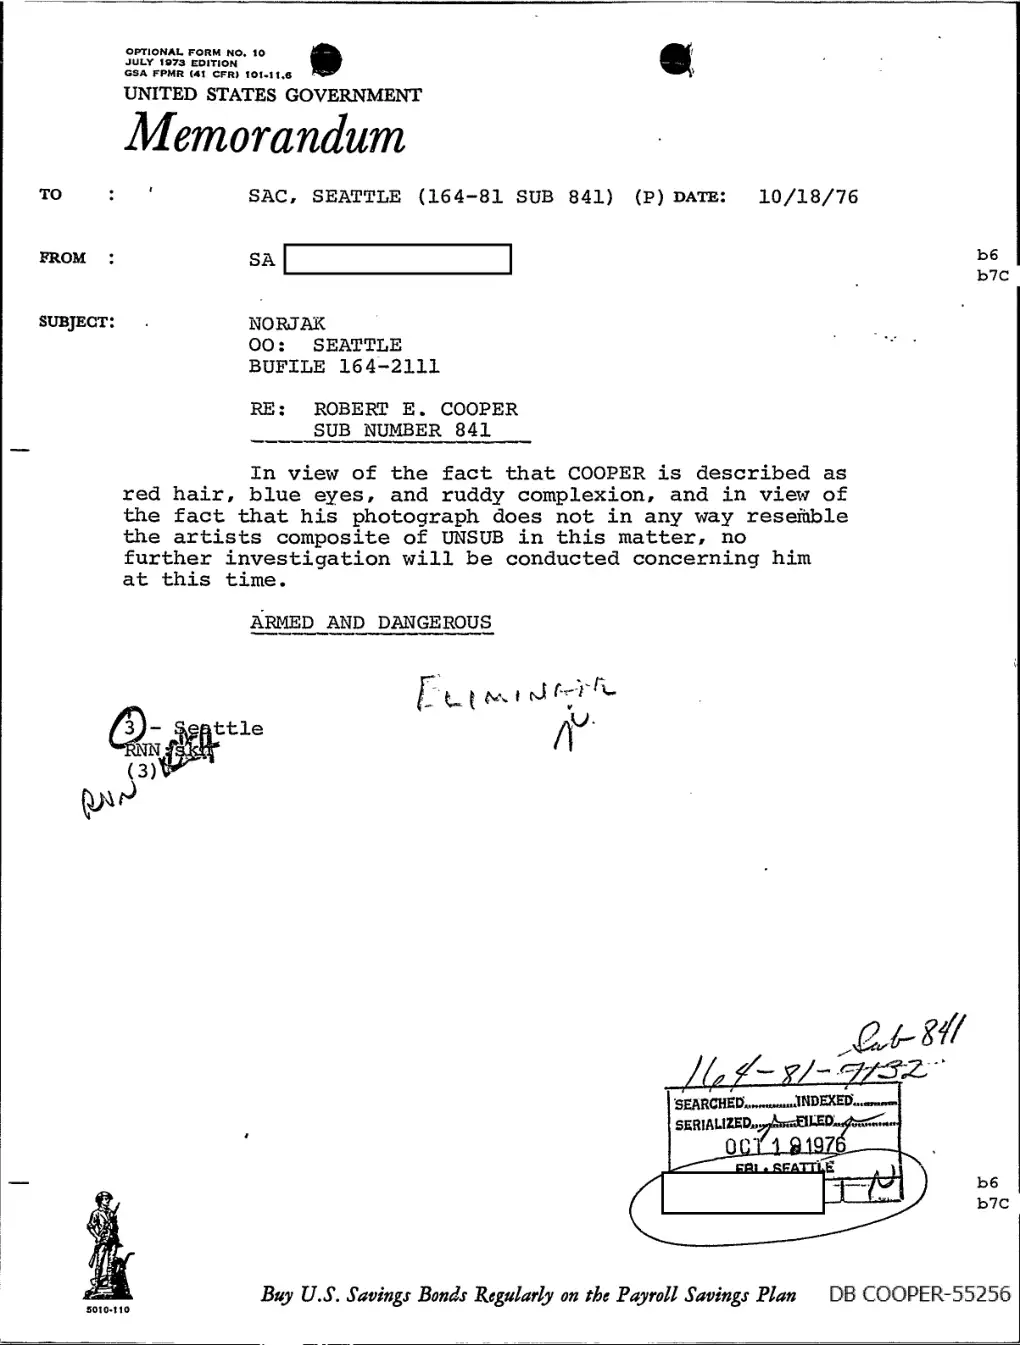 OPTIONAL FORM NO. 10
JULY 1973 EDITION
GSA FPMR (41 CFR) 101-11.6
UNITED STATES GOVERNMENT
Memorandum
TO : SAC, SEATTLE (164-81 SUB 841) (P) DATE: 10/18/76
FROM : SA b6
b7C
SUBJECT: NORJAK
OO: SEATTLE
BUFILE 164-2111
RE: ROBERT E. COOPER
SUB NUMBER 841
In view of the fact that COOPER is described as
red hair, blue eyes, and ruddy complexion, and in view of
the fact that his photograph does not in any way resemble
the artists composite of UNSUB in this matter, no
further investigation will be conducted concerning him
at this time.
ARMED AND DANGEROUS
ELIMINATE
3 - Seattle
RNN:skh
(3)
RNN
Sub 841
164-81-7132
SEARCHED INDEXED
SERIALIZED FILED
OCT 1 1976
FBI - SEATTLE
b6
b7C
5010-110
Buy U.S. Savings Bonds Regularly on the Payroll Savings Plan
DB COOPER-55256